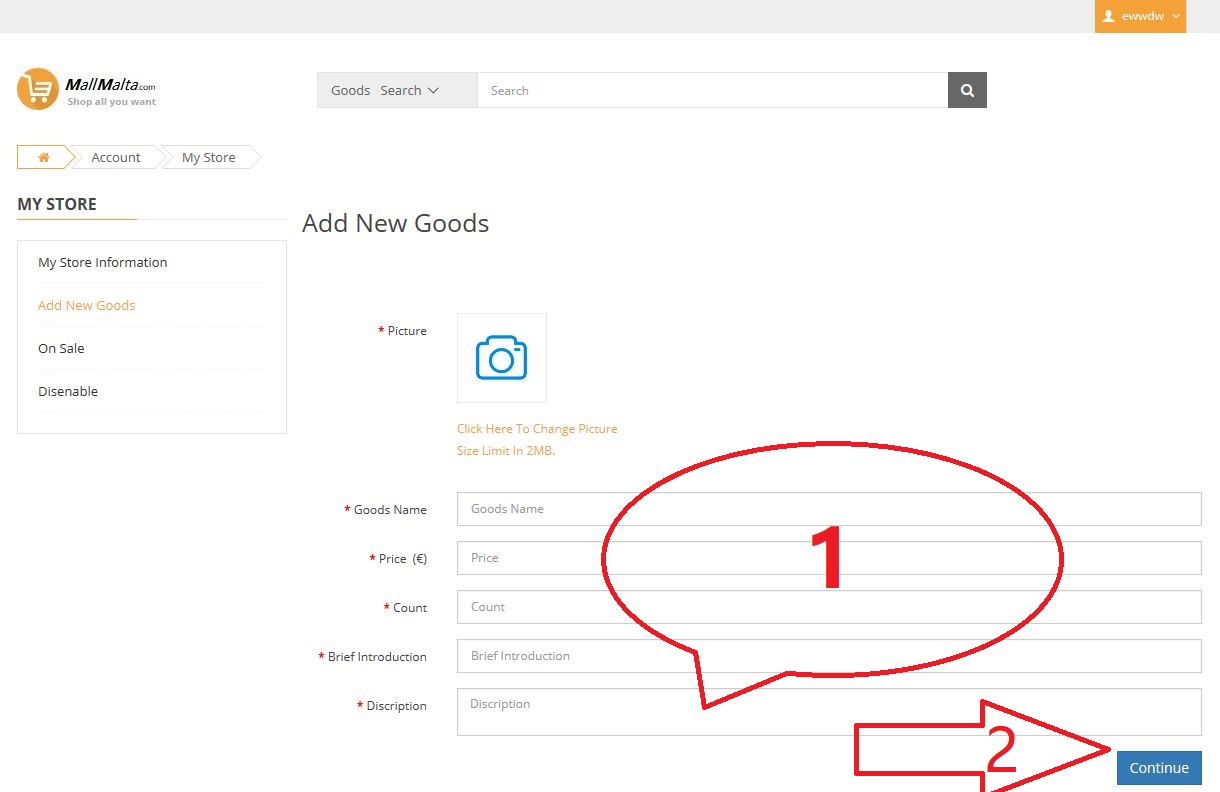 ewwdw
MallMalta.com
Shop all you want
Goods Search
Search
Account
My Store
MY STORE
My Store Information
Add New Goods
On Sale
Disenable
Add New Goods
* Picture
Click Here To Change Picture
Size Limit In 2MB.
* Goods Name
Goods Name
* Price (€)
Price
* Count
Count
* Brief Introduction
Brief Introduction
* Discription
Discription
1
2
Continue